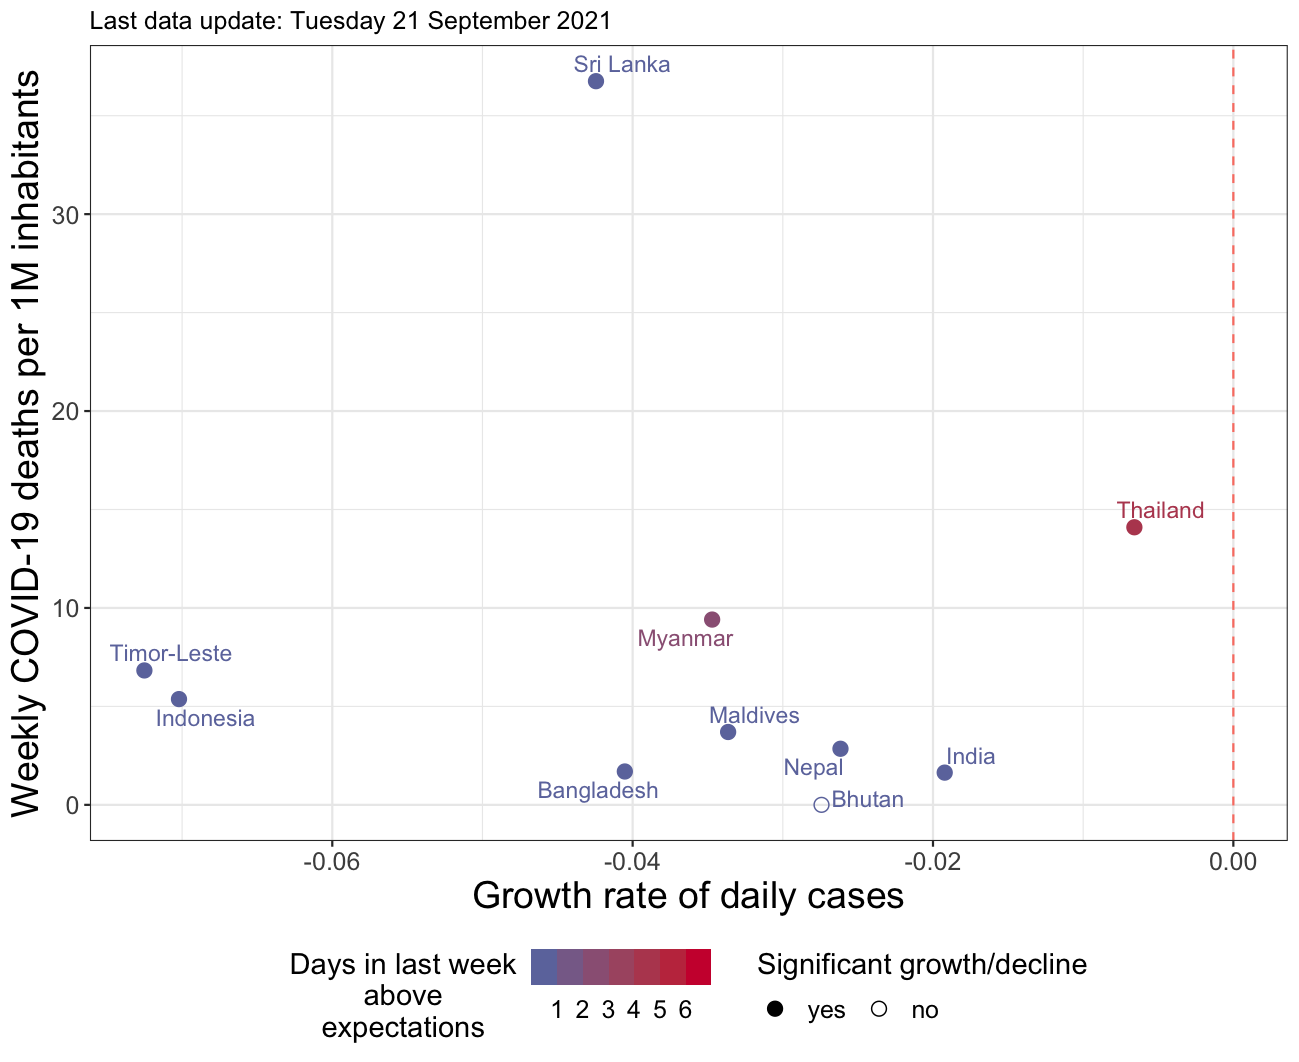 Last data update: Tuesday 21 September 2021
Weekly COVID-19 deaths per 1M inhabitants
30
20
10
0
Sri Lanka
Thailand
Myanmar
Timor-Leste
Indonesia
Maldives
Nepal
India
Bangladesh
Bhutan
-0.06 -0.04 -0.02 0.00
Growth rate of daily cases
Days in last week
above
expectations
1 2 3 4 5 6
Significant growth/decline
yes no